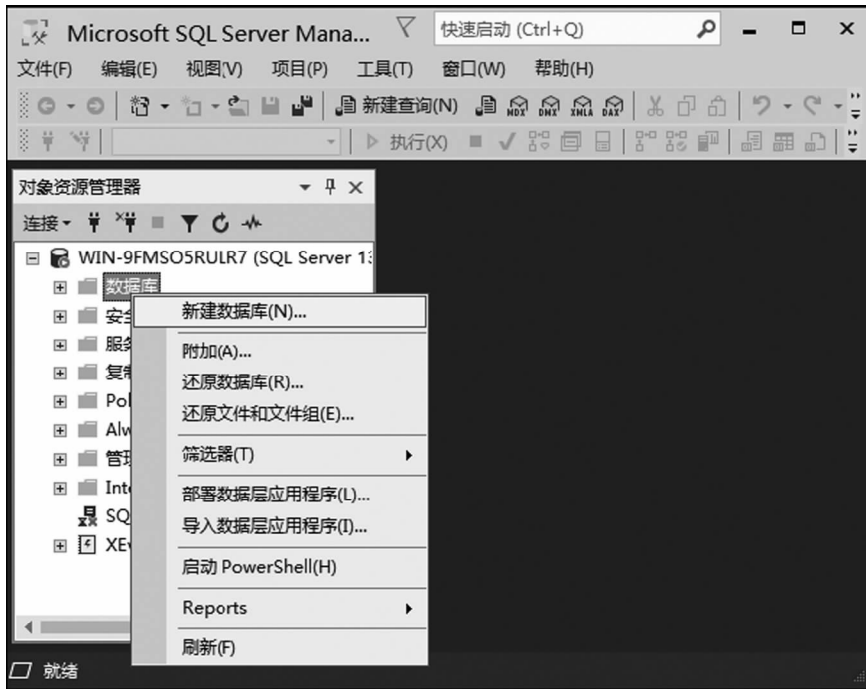 Microsoft SQL Server Mana...
快速启动 (Ctrl+Q)
文件(F) 编辑(E) 视图(V) 项目(P) 工具(T) 窗口(W) 帮助(H)
新建查询(N) MDX DMX XMLA DAX
执行(X)
对象资源管理器
连接
WIN-9FMSO5RULR7 (SQL Server 13
数据库
新建数据库(N)...
附加(A)...
还原数据库(R)...
还原文件和文件组(E)...
筛选器(T)
部署数据层应用程序(L)...
导入数据层应用程序(I)...
启动 PowerShell(H)
Reports
刷新(F)
安全
服务
复制
Pol
Alw
管理
Inte
SQ
XEv
就绪